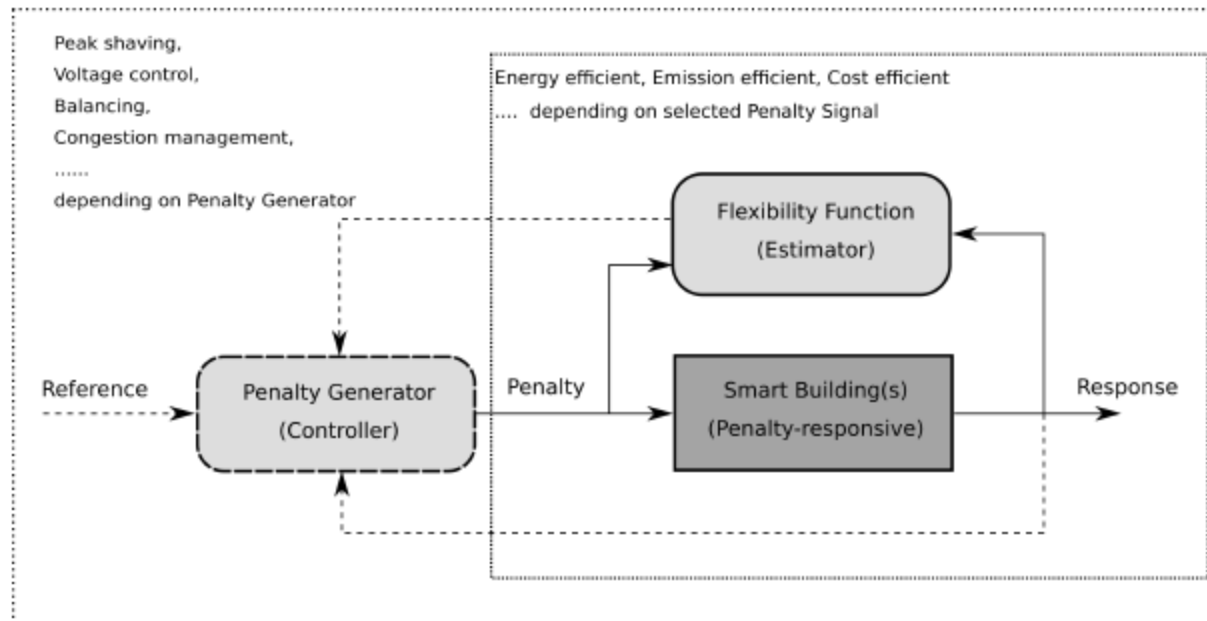 Peak shaving,
Voltage control,
Balancing,
Congestion management,
......
depending on Penalty Generator
Energy efficient, Emission efficient, Cost efficient
.... depending on selected Penalty Signal
Flexibility Function
(Estimator)
Reference
Penalty Generator
(Controller)
Penalty
Smart Building(s)
(Penalty-responsive)
Response